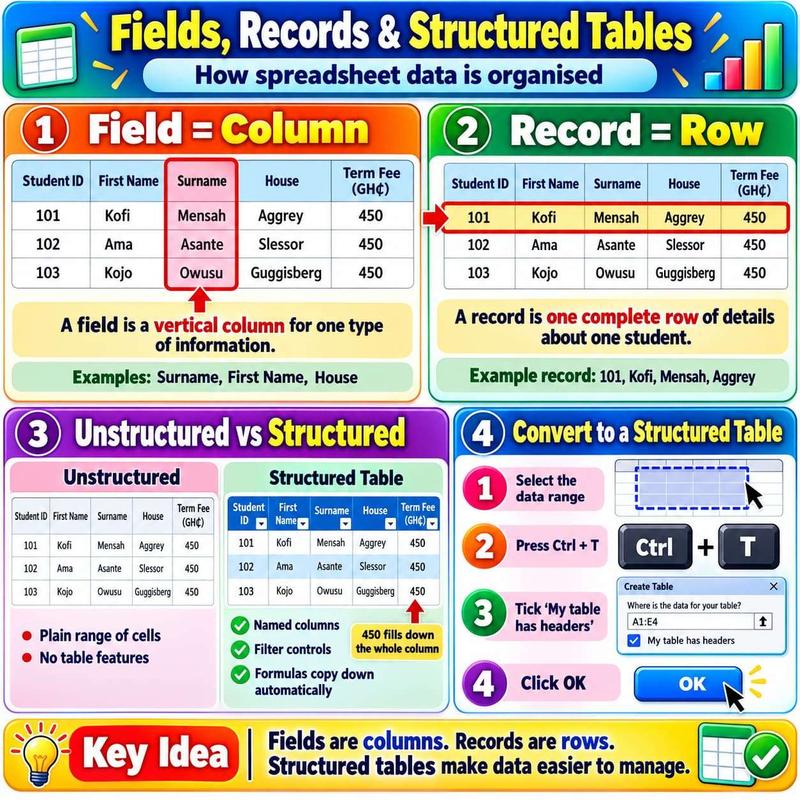 Fields, Records & Structured Tables
How spreadsheet data is organised
1 Field = Column
Student ID First Name Surname House Term Fee (GH₵)
101 Kofi Mensah Aggrey 450
102 Ama Asante Slessor 450
103 Kojo Owusu Guggisberg 450
A field is a vertical column for one type
of information.
Examples: Surname, First Name, House
2 Record = Row
Student ID First Name Surname House Term Fee (GH₵)
101 Kofi Mensah Aggrey 450
102 Ama Asante Slessor 450
103 Kojo Owusu Guggisberg 450
A record is one complete row of details
about one student.
Example record: 101, Kofi, Mensah, Aggrey
3 Unstructured vs Structured
Unstructured
Student ID First Name Surname House Term Fee (GH₵)
101 Kofi Mensah Aggrey 450
102 Ama Asante Slessor 450
103 Kojo Owusu Guggisberg 450
Plain range of cells
No table features
Structured Table
Student ID First Name Surname House Term Fee (GH₵)
101 Kofi Mensah Aggrey 450
102 Ama Asante Slessor 450
103 Kojo Owusu Guggisberg 450
Named columns
Filter controls
Formulas copy down
automatically
450 fills down
the whole column
4 Convert to a Structured Table
1 Select the
data range
2 Press Ctrl + T
Ctrl + T
3 Tick ‘My table
has headers’
Create Table X
Where is the data for your table?
A1:E4
My table has headers
4 Click OK
OK
Key Idea
Fields are columns. Records are rows.
Structured tables make data easier to manage.